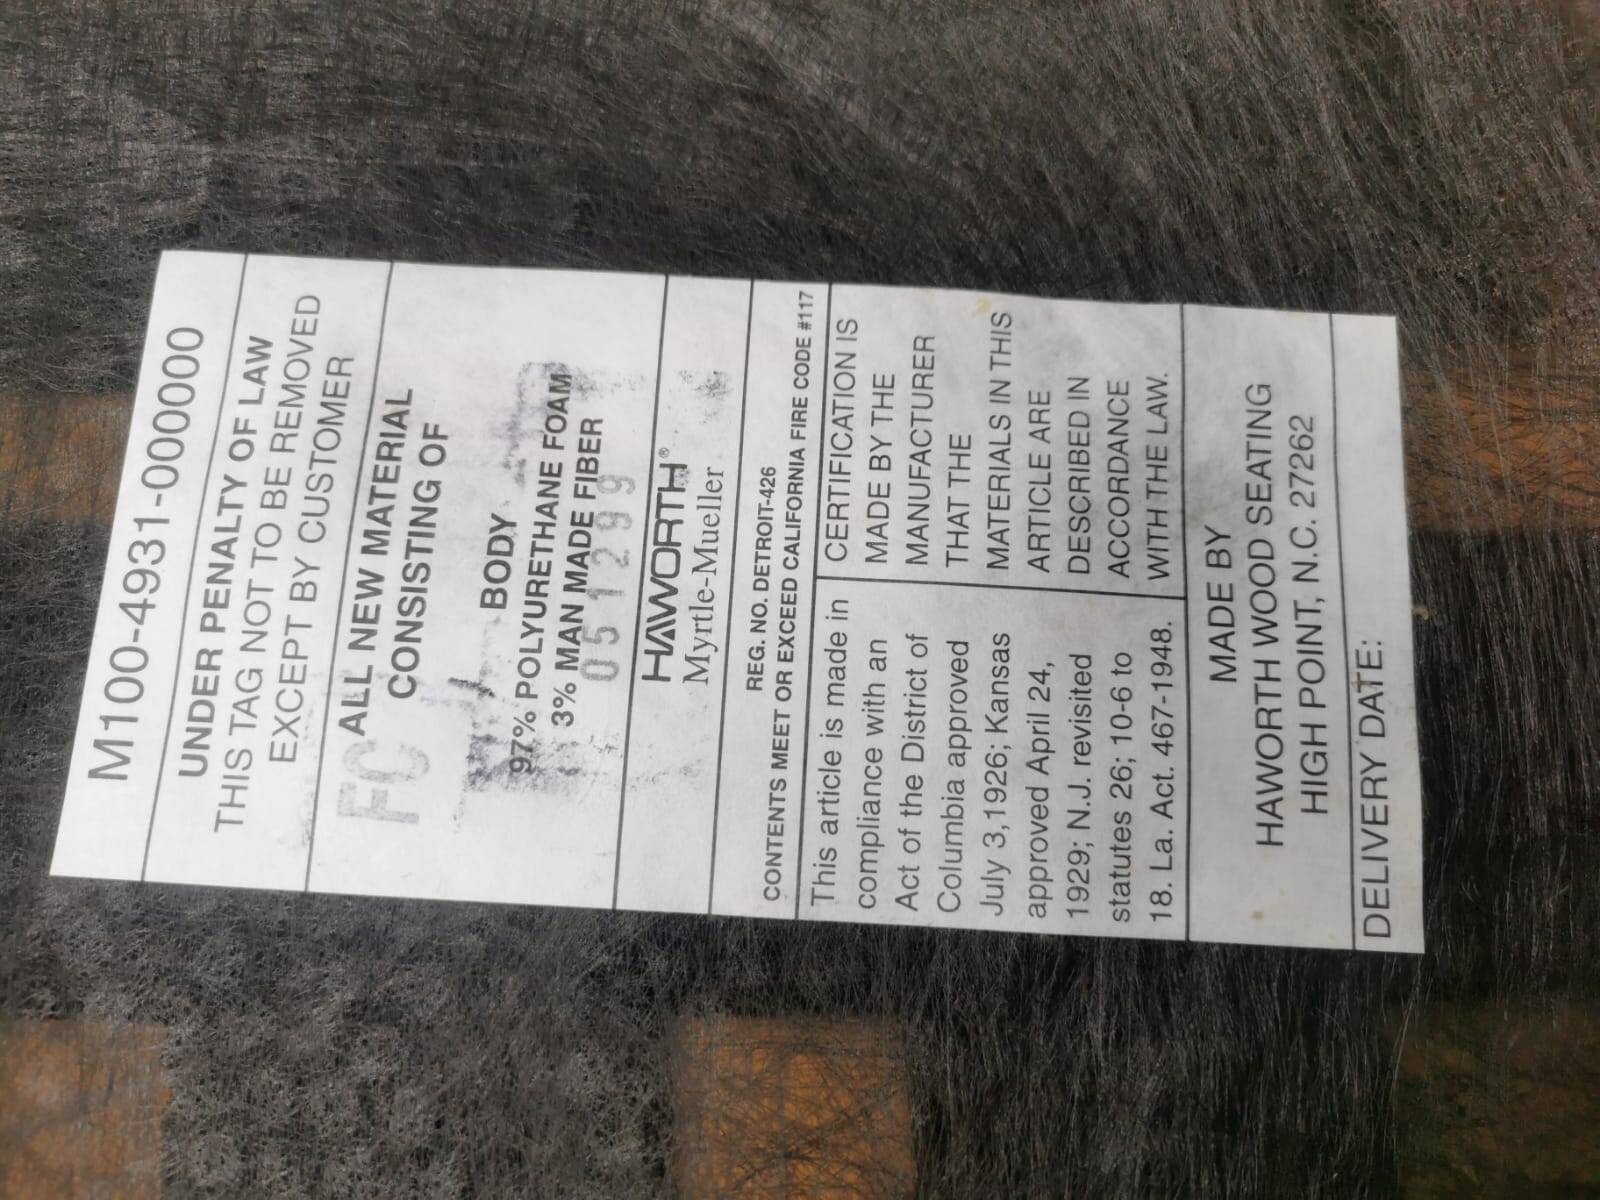 M100-4931-000000
UNDER PENALTY OF LAW
THIS TAG NOT TO BE REMOVED
EXCEPT BY CUSTOMER
ALL NEW MATERIAL
CONSISTING OF
FC
BODY
97% POLYURETHANE FOAM
3% MAN MADE FIBER
051299
HAWORTH®
Myrtle-Mueller
REG. NO. DETROIT-426
CONTENTS MEET OR EXCEED CALIFORNIA FIRE CODE #117
This article is made in
compliance with an
Act of the District of
Columbia approved
July 3,1926; Kansas
approved April 24,
1929; N.J. revisited
statutes 26; 10-6 to
18. La. Act. 467-1948.
CERTIFICATION IS
MADE BY THE
MANUFACTURER
THAT THE
MATERIALS IN THIS
ARTICLE ARE
DESCRIBED IN
ACCORDANCE
WITH THE LAW.
MADE BY
HAWORTH WOOD SEATING
HIGH POINT, N.C. 27262
DELIVERY DATE: